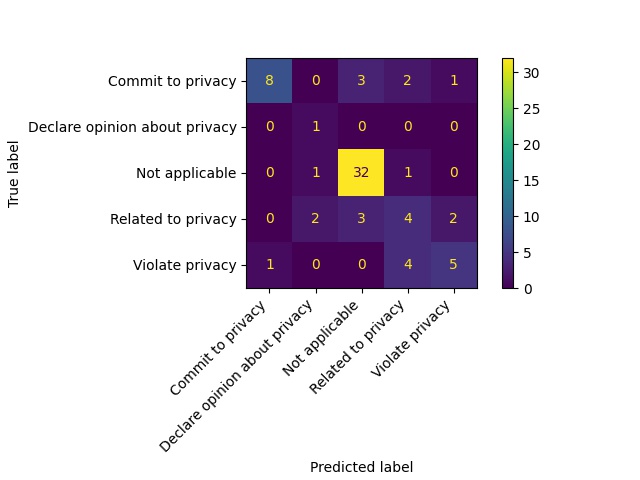 Commit to privacy 8 0 3 2 1
Declare opinion about privacy 0 1 0 0 0
Not applicable 0 1 32 1 0
Related to privacy 0 2 3 4 2
Violate privacy 1 0 0 4 5
True label
Commit to privacy
Declare opinion about privacy
Not applicable
Related to privacy
Violate privacy
Predicted label
30
25
20
15
10
5
0